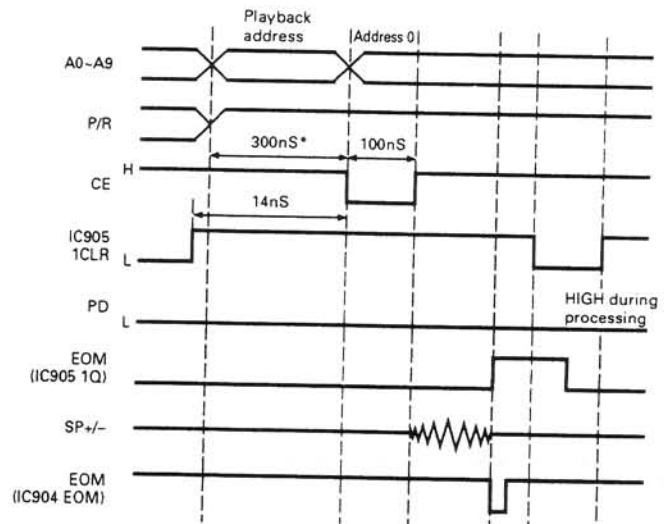 Playback
address
Address 0
A0~A9
P/R
300nS*
100nS
H
CE
14nS
IC905
1CLR
L
PD
L
HIGH during
processing
EOM
(IC905 1Q)
SP+/−
EOM
(IC904 EOM)